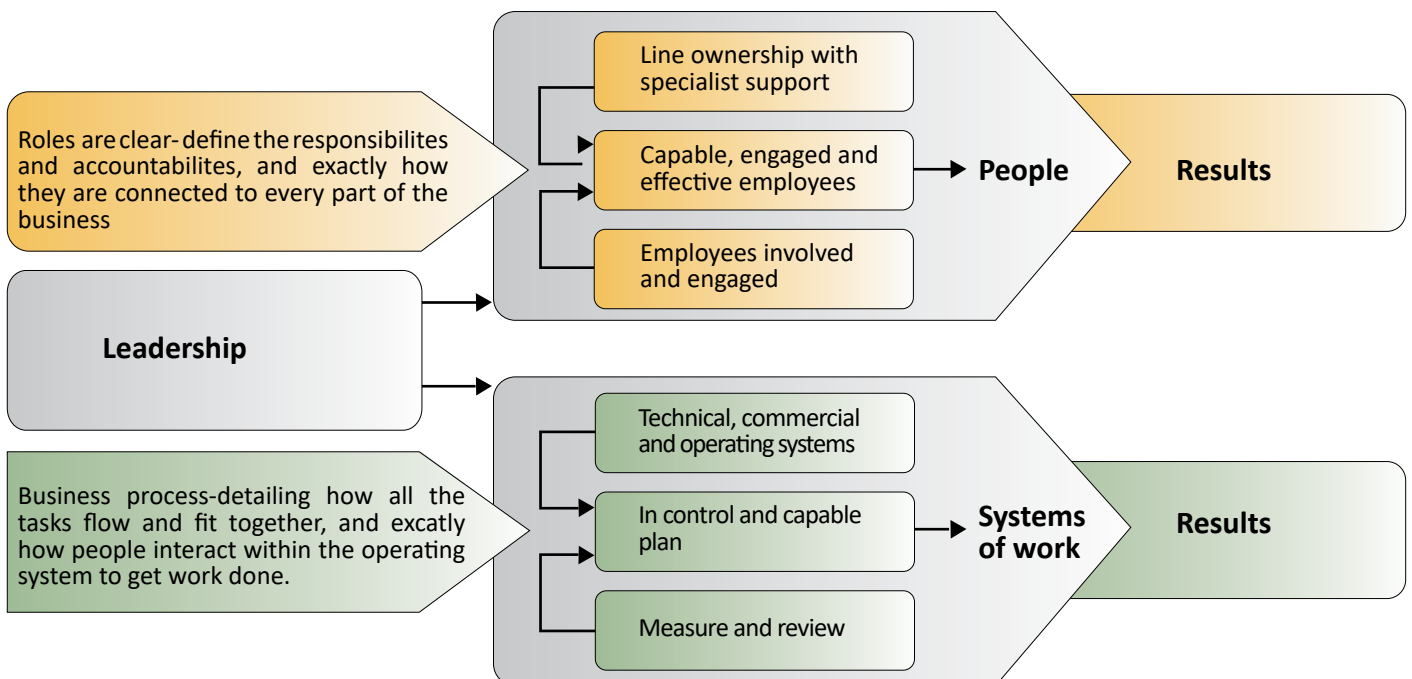 Line ownership with
specialist support
Roles are clear- define the responsibilites
and accountabilites, and exactly how
they are connected to every part of the
business
Capable, engaged and
effective employees
People
Results
Employees involved
and engaged
Leadership
Technical, commercial
and operating systems
Business process-detailing how all the
tasks flow and fit together, and excatly
how people interact within the operating
system to get work done.
In control and capable
plan
Systems
of work
Results
Measure and review